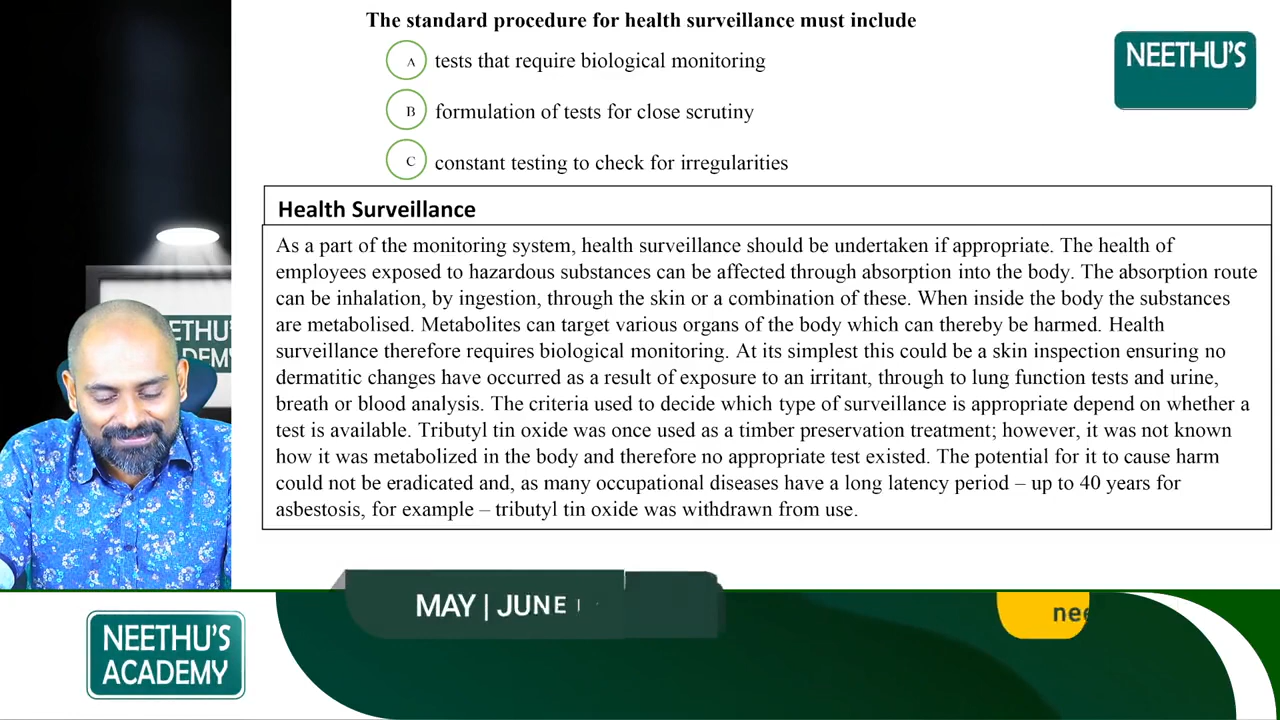 The standard procedure for health surveillance must include
A tests that require biological monitoring
B formulation of tests for close scrutiny
C constant testing to check for irregularities
NEETHU'S
Health Surveillance
As a part of the monitoring system, health surveillance should be undertaken if appropriate. The health of
employees exposed to hazardous substances can be affected through absorption into the body. The absorption route
can be inhalation, by ingestion, through the skin or a combination of these. When inside the body the substances
are metabolised. Metabolites can target various organs of the body which can thereby be harmed. Health
surveillance therefore requires biological monitoring. At its simplest this could be a skin inspection ensuring no
dermatitic changes have occurred as a result of exposure to an irritant, through to lung function tests and urine,
breath or blood analysis. The criteria used to decide which type of surveillance is appropriate depend on whether a
test is available. Tributyl tin oxide was once used as a timber preservation treatment; however, it was not known
how it was metabolized in the body and therefore no appropriate test existed. The potential for it to cause harm
could not be eradicated and, as many occupational diseases have a long latency period – up to 40 years for
asbestosis, for example – tributyl tin oxide was withdrawn from use.
MAY | JUNE
nee
NEETHU'S
ACADEMY